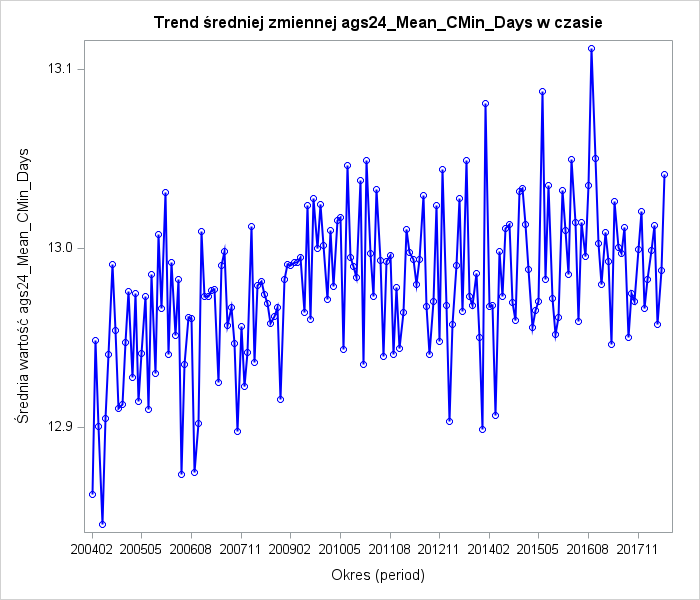 Trend średniej zmiennej ags24_Mean_CMin_Days w czasie
Średnia wartość ags24_Mean_CMin_Days
13.1
13.0
12.9
200402 200505 200608 200711 200902 201005 201108 201211 201402 201505 201608 201711
Okres (period)